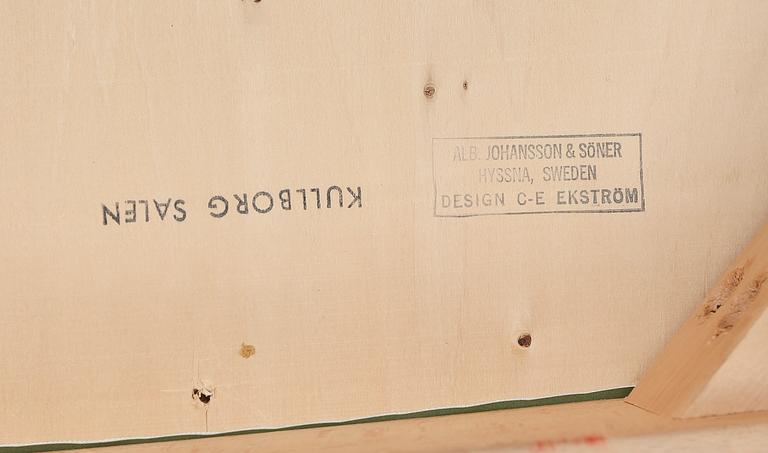 ALB. JOHANSSON & SÖNER
HYSSNA, SWEDEN
DESIGN C-E EKSTRÖM
KULLBORG SALEN